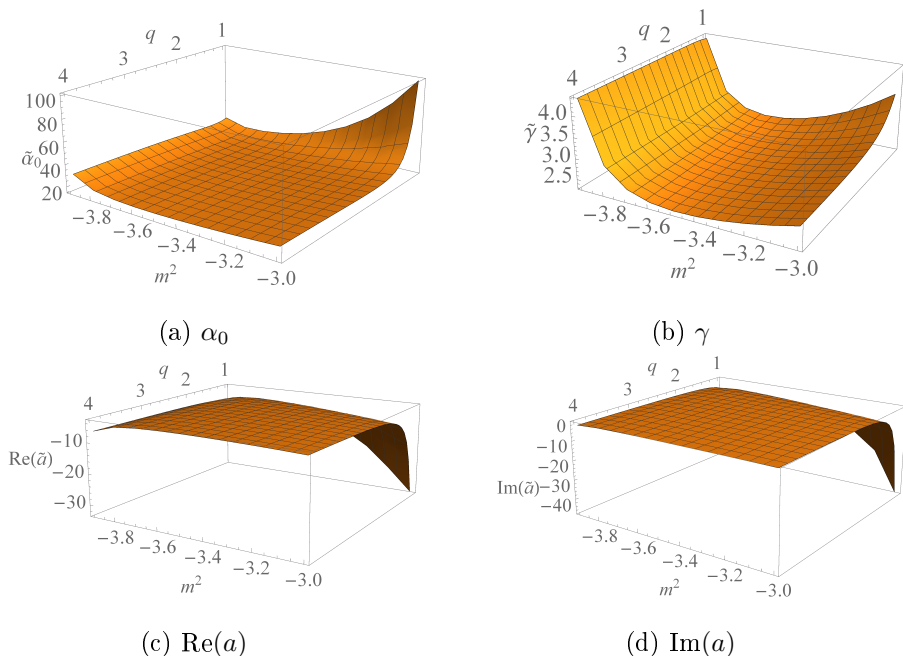 q 1
2
3
4
100
80
60
α̃₀
40
20
−3.8
−3.6
−3.4
−3.2
−3.0
m²
(a) α₀
q 1
2
3
4
4.0
γ̃ 3.5
3.0
2.5
−3.8
−3.6
−3.4
−3.2
−3.0
m²
(b) γ
q 1
2
3
4
−10
Re(ã)
−20
−30
−3.8
−3.6
−3.4
−3.2
−3.0
m²
(c) Re(a)
q 1
2
3
4
0
−10
−20
Im(ã) −30
−40
−3.8
−3.6
−3.4
−3.2
−3.0
m²
(d) Im(a)